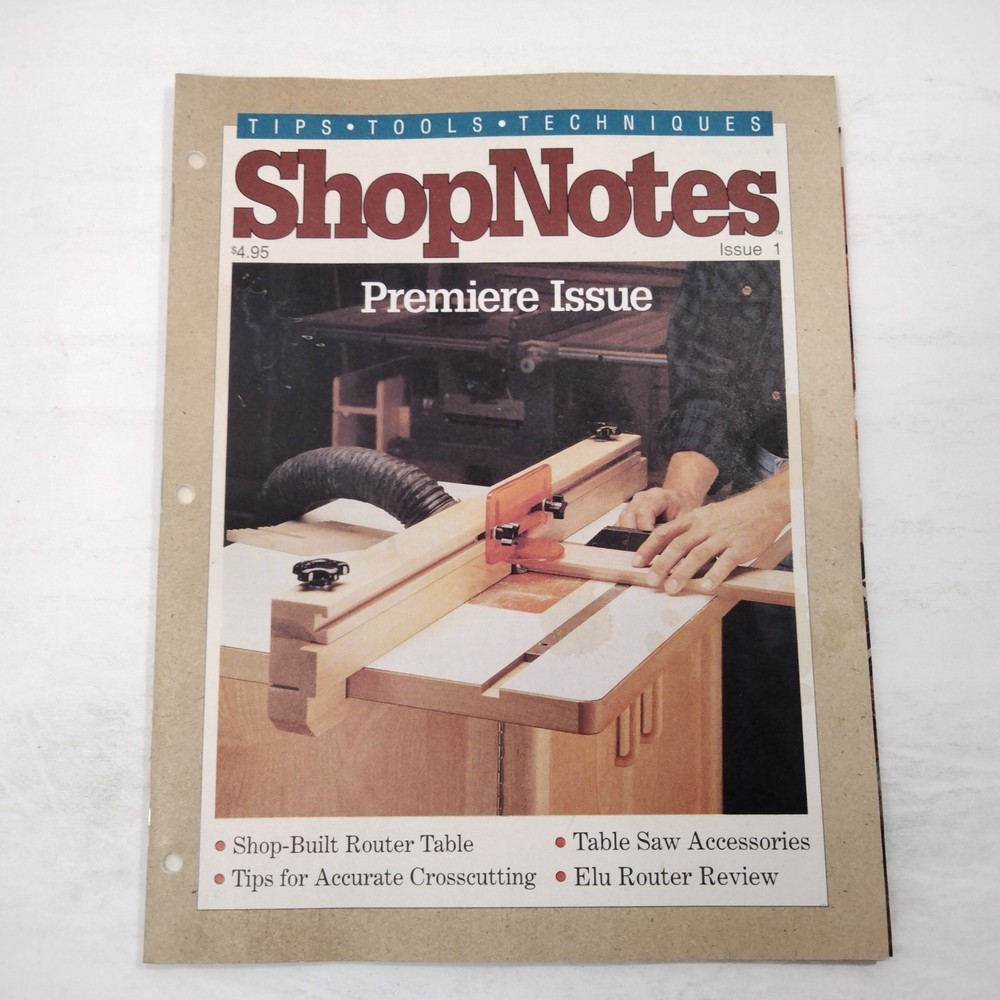 TIPS • TOOLS • TECHNIQUES
ShopNotes™
$4.95 Issue 1
Premiere Issue
• Shop-Built Router Table
• Tips for Accurate Crosscutting
• Table Saw Accessories
• Elu Router Review